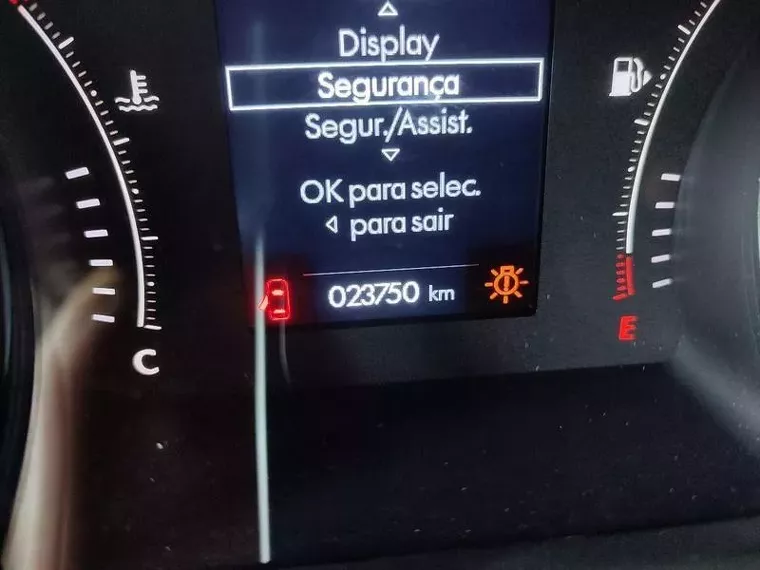 Display
Segurança
Segur./Assist.
OK para selec.
para sair
023750 km
C
E